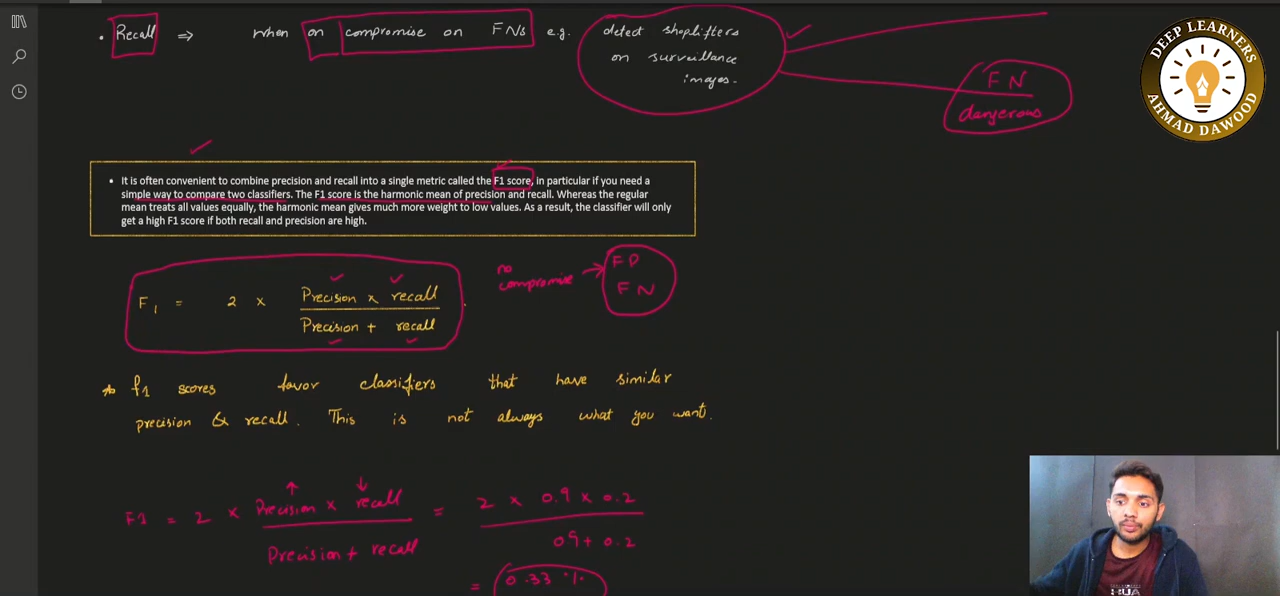 • Recall ⇒ When on compromise on FNs e.g. detect shoplifters
on surveillance
images.
FN
dangerous
DEEP LEARNERS
AHMAD DAWOOD
• It is often convenient to combine precision and recall into a single metric called the F1 score, in particular if you need a
simple way to compare two classifiers. The F1 score is the harmonic mean of precision and recall. Whereas the regular
mean treats all values equally, the harmonic mean gives much more weight to low values. As a result, the classifier will only
get a high F1 score if both recall and precision are high.
no
compromise → FP
FN
F1 = 2 × Precision × recall
Precision + recall
f1 scores favor classifiers that have similar
precision & recall. This is not always what you want.
F1 = 2 × Precision ↑ × recall ↓ = 2 × 0.9 × 0.2
Precision + recall 0.9 + 0.2
= 0.33 %